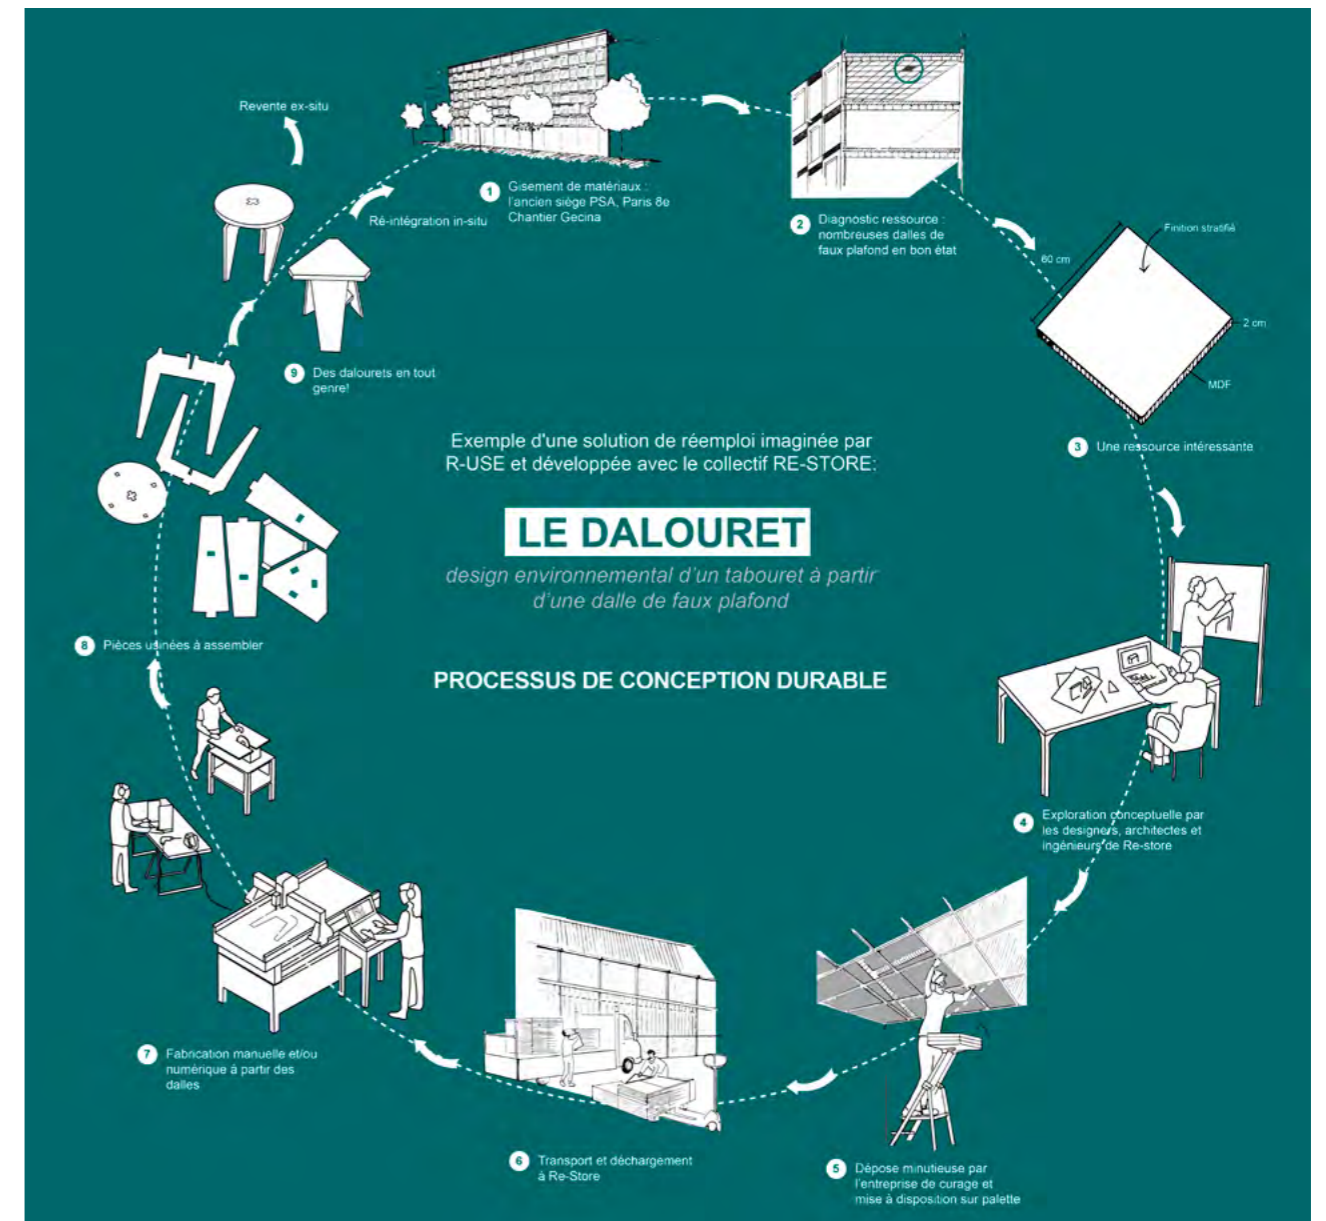 Revente ex-situ
Ré-intégration in-situ
1 Gisement de matériaux :
l'ancien siège PSA, Paris 8e
Chantier Gecina
2 Diagnostic ressource :
nombreuses dalles de
faux plafond en bon état
Finition stratifié
60 cm
2 cm
MDF
3 Une ressource intéressante
9 Des dalourets en tout
genre!
Exemple d'une solution de réemploi imaginée par
R-USE et développée avec le collectif RE-STORE:
LE DALOURET
design environnemental d'un tabouret à partir
d'une dalle de faux plafond
PROCESSUS DE CONCEPTION DURABLE
8 Pièces usinées à assembler
4 Exploration conceptuelle par
les designers, architectes et
ingénieurs de Re-store
7 Fabrication manuelle et/ou
numérique à partir des
dalles
6 Transport et déchargement
à Re-Store
5 Dépose minutieuse par
l'entreprise de curage et
mise à disposition sur palette